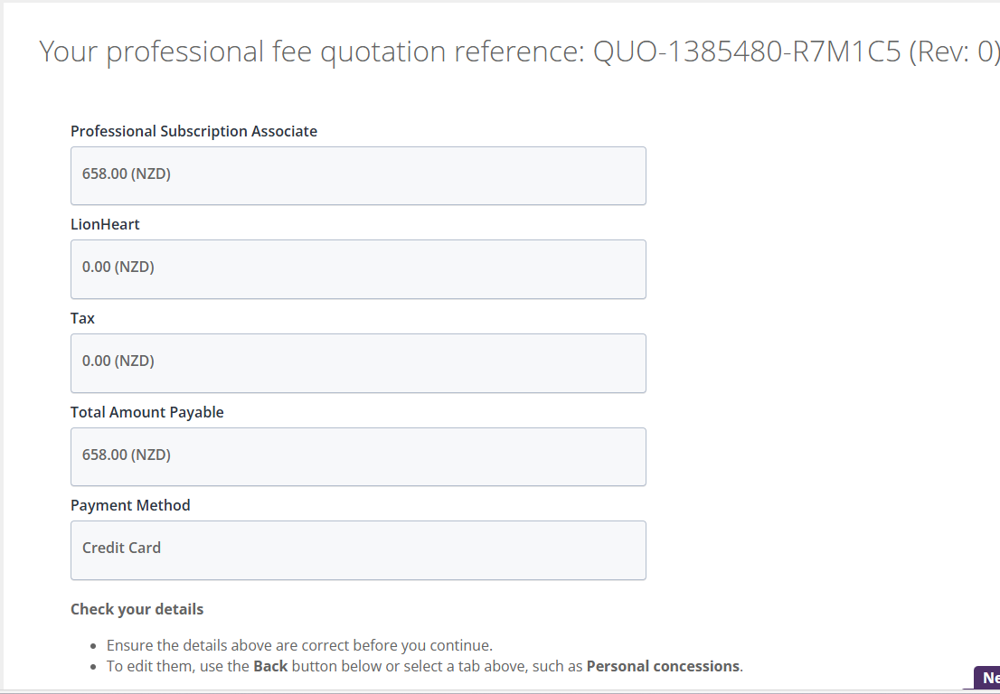 Your professional fee quotation reference: QUO-1385480-R7M1C5 (Rev: 0)
Professional Subscription Associate
658.00 (NZD)
LionHeart
0.00 (NZD)
Tax
0.00 (NZD)
Total Amount Payable
658.00 (NZD)
Payment Method
Credit Card
Check your details
Ensure the details above are correct before you continue.
To edit them, use the Back button below or select a tab above, such as Personal concessions.